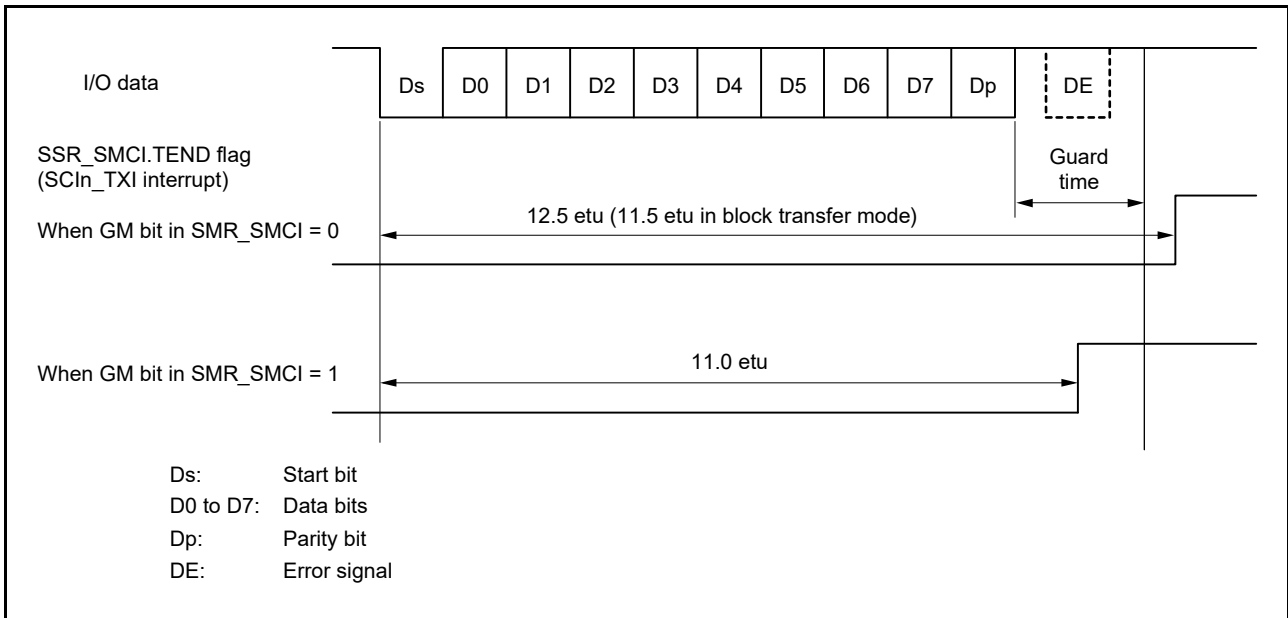 I/O data
Ds D0 D1 D2 D3 D4 D5 D6 D7 Dp DE
SSR_SMCI.TEND flag
(SCIn_TXI interrupt)
Guard
time
When GM bit in SMR_SMCI = 0
12.5 etu (11.5 etu in block transfer mode)
When GM bit in SMR_SMCI = 1
11.0 etu
Ds: Start bit
D0 to D7: Data bits
Dp: Parity bit
DE: Error signal